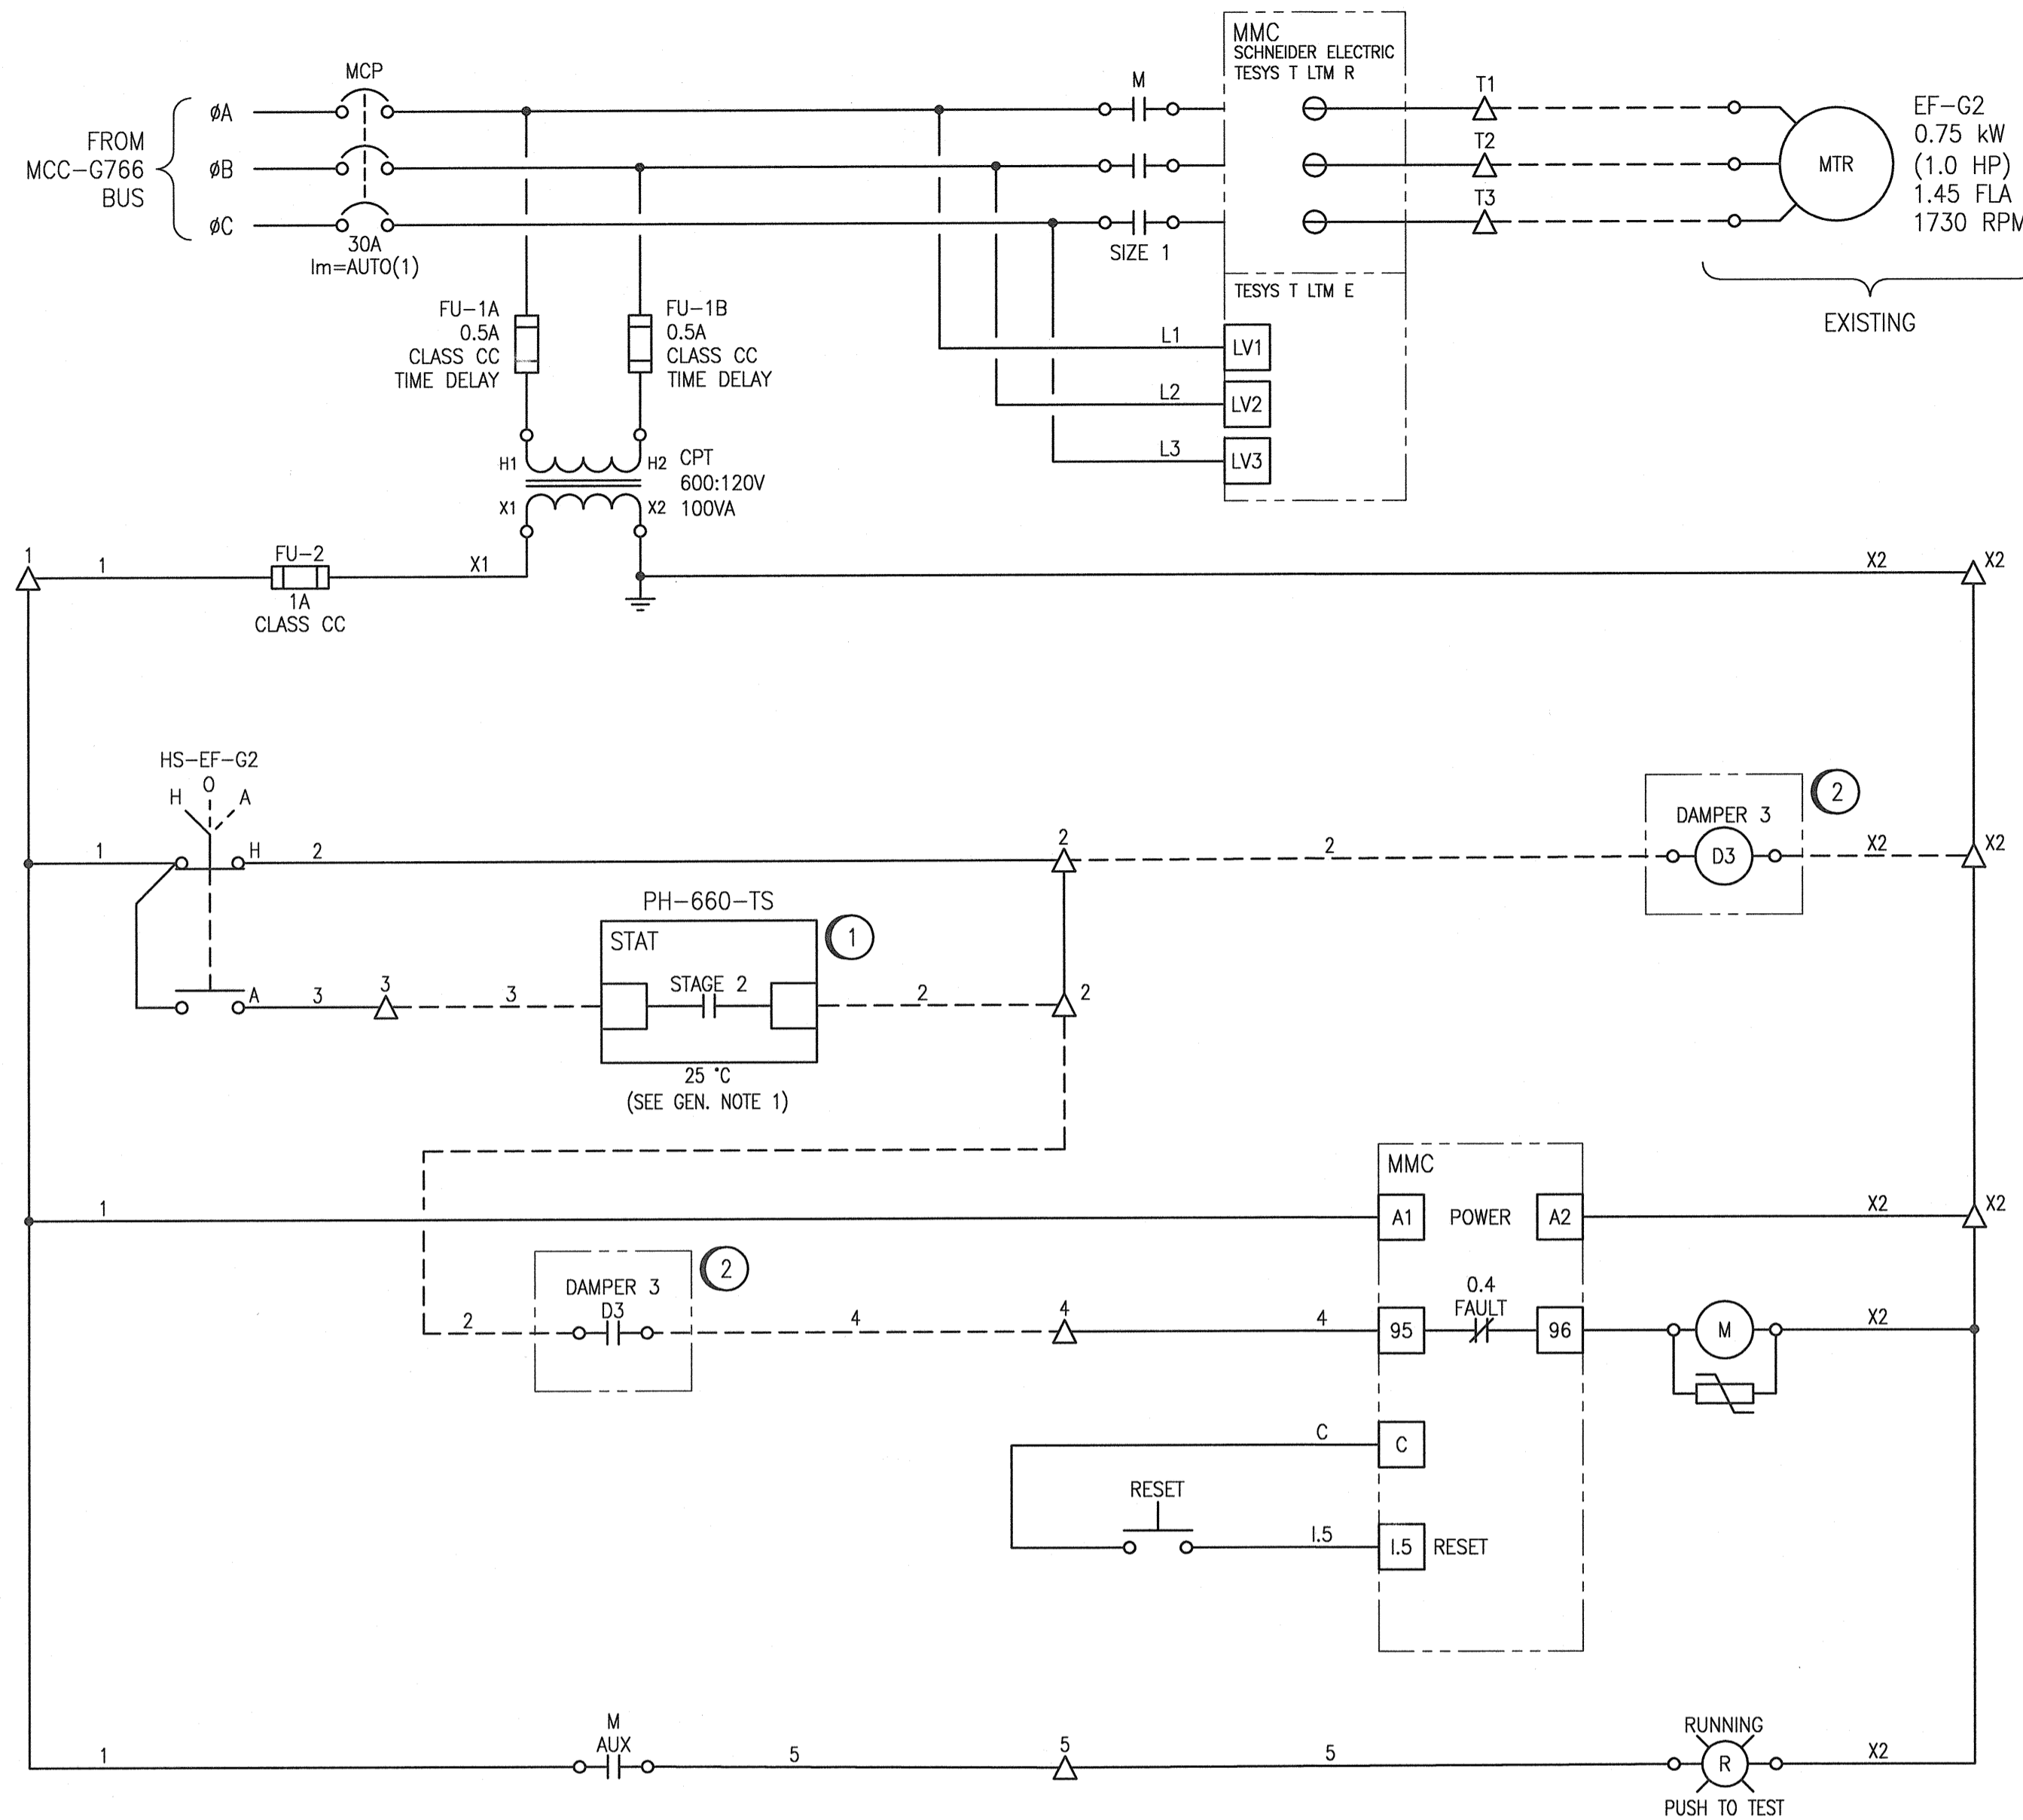 MMC
SCHNEIDER ELECTRIC
TESYS T LTM R
MCP
M
T1
øA
FROM
MCC-G766
BUS
øB
T2
øC
T3
MTR
EF-G2
0.75 kW
(1.0 HP)
1.45 FLA
1730 RPM
30A
Im=AUTO(1)
SIZE 1
TESYS T LTM E
EXISTING
FU-1A
0.5A
CLASS CC
TIME DELAY
FU-1B
0.5A
CLASS CC
TIME DELAY
L1
LV1
L2
LV2
L3
LV3
H1
H2
CPT
600:120V
100VA
X1
X2
1
1
FU-2
X1
X2
X2
1A
CLASS CC
HS-EF-G2
H
O
A
1
H
2
2
2
DAMPER 3
2
D3
X2
X2
PH-660-TS
STAT
1
STAGE 2
A
3
3
3
2
2
25 °C
(SEE GEN. NOTE 1)
MMC
1
A1
POWER
A2
X2
X2
DAMPER 3
2
D3
2
4
4
4
95
0.4
FAULT
96
M
X2
C
C
RESET
I.5
I.5
RESET
M
AUX
1
5
5
5
RUNNING
R
X2
PUSH TO TEST